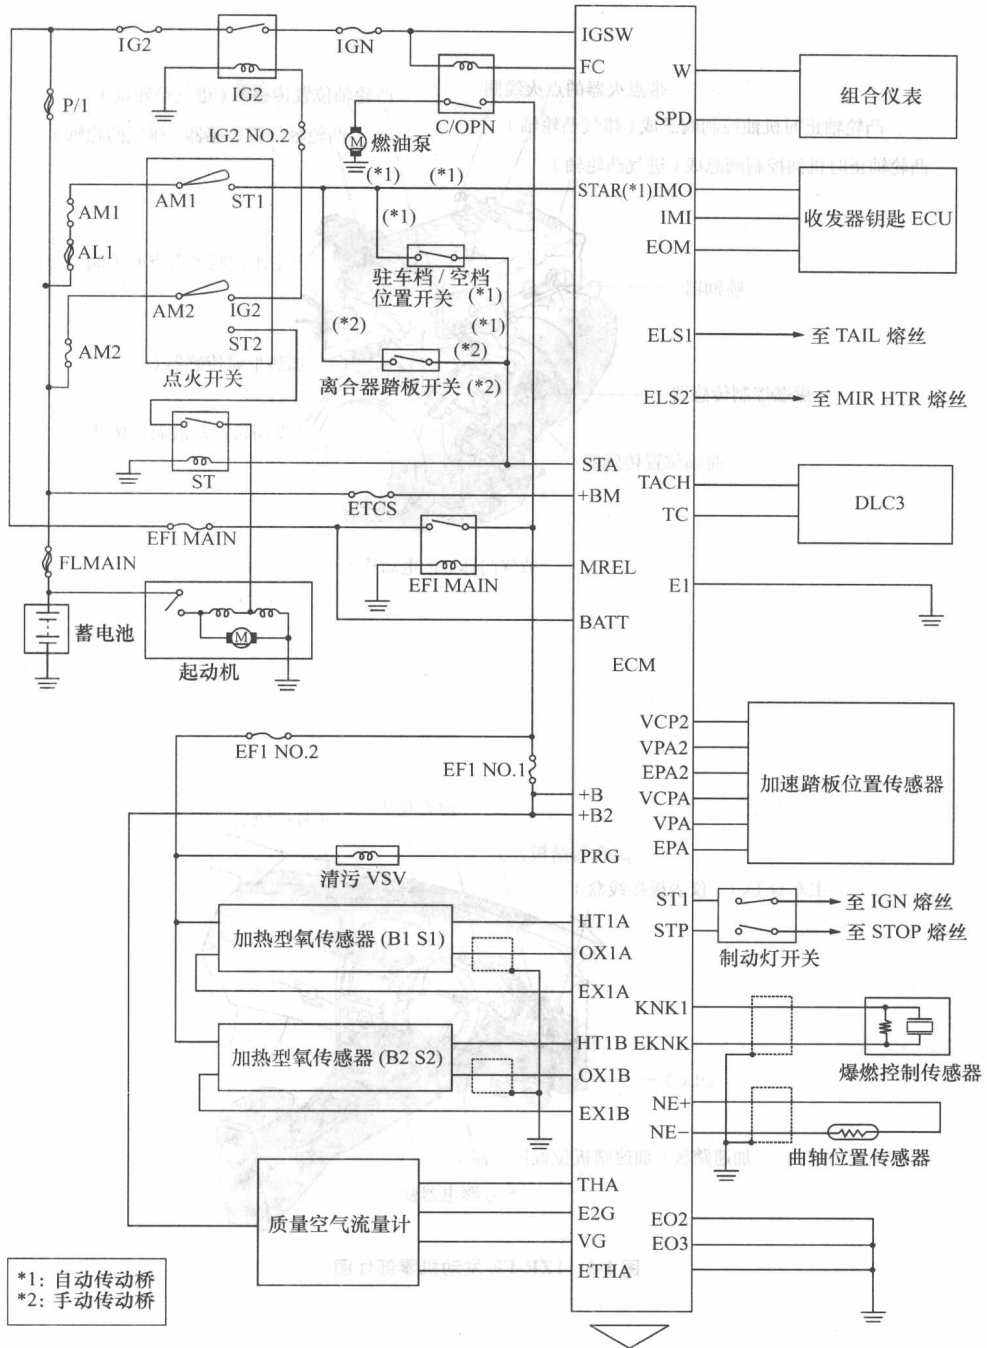 IG2
IGN
IG2
P/1
IG2 NO.2
C/OPN
燃油泵
(*1)
(*1)
AM1
ST1
AM1
AL1
(*1)
驻车档 / 空档
位置开关 (*1)
AM2
IG2
ST2
AM2
(*2)
(*1)
(*2)
点火开关
离合器踏板开关 (*2)
ST
ETCS
EFI MAIN
EFI MAIN
FLMAIN
蓄电池
M
M
起动机
EF1 NO.2
EF1 NO.1
清污 VSV
加热型氧传感器 (B1 S1)
加热型氧传感器 (B2 S2)
质量空气流量计
*1: 自动传动桥
*2: 手动传动桥
IGSW
FC
STAR(*1)
STA
+BM
MREL
BATT
ECM
+B
+B2
PRG
HT1A
OX1A
EX1A
HT1B
OX1B
EX1B
THA
E2G
VG
ETHA
W
SPD
IMO
IMI
EOM
ELS1
ELS2
TACH
TC
E1
VCP2
VPA2
EPA2
VCPA
VPA
EPA
ST1
STP
KNK1
EKNK
NE+
NE−
EO2
EO3
组合仪表
收发器钥匙 ECU
至 TAIL 熔丝
至 MIR HTR 熔丝
DLC3
加速踏板位置传感器
至 IGN 熔丝
至 STOP 熔丝
制动灯开关
爆燃控制传感器
曲轴位置传感器